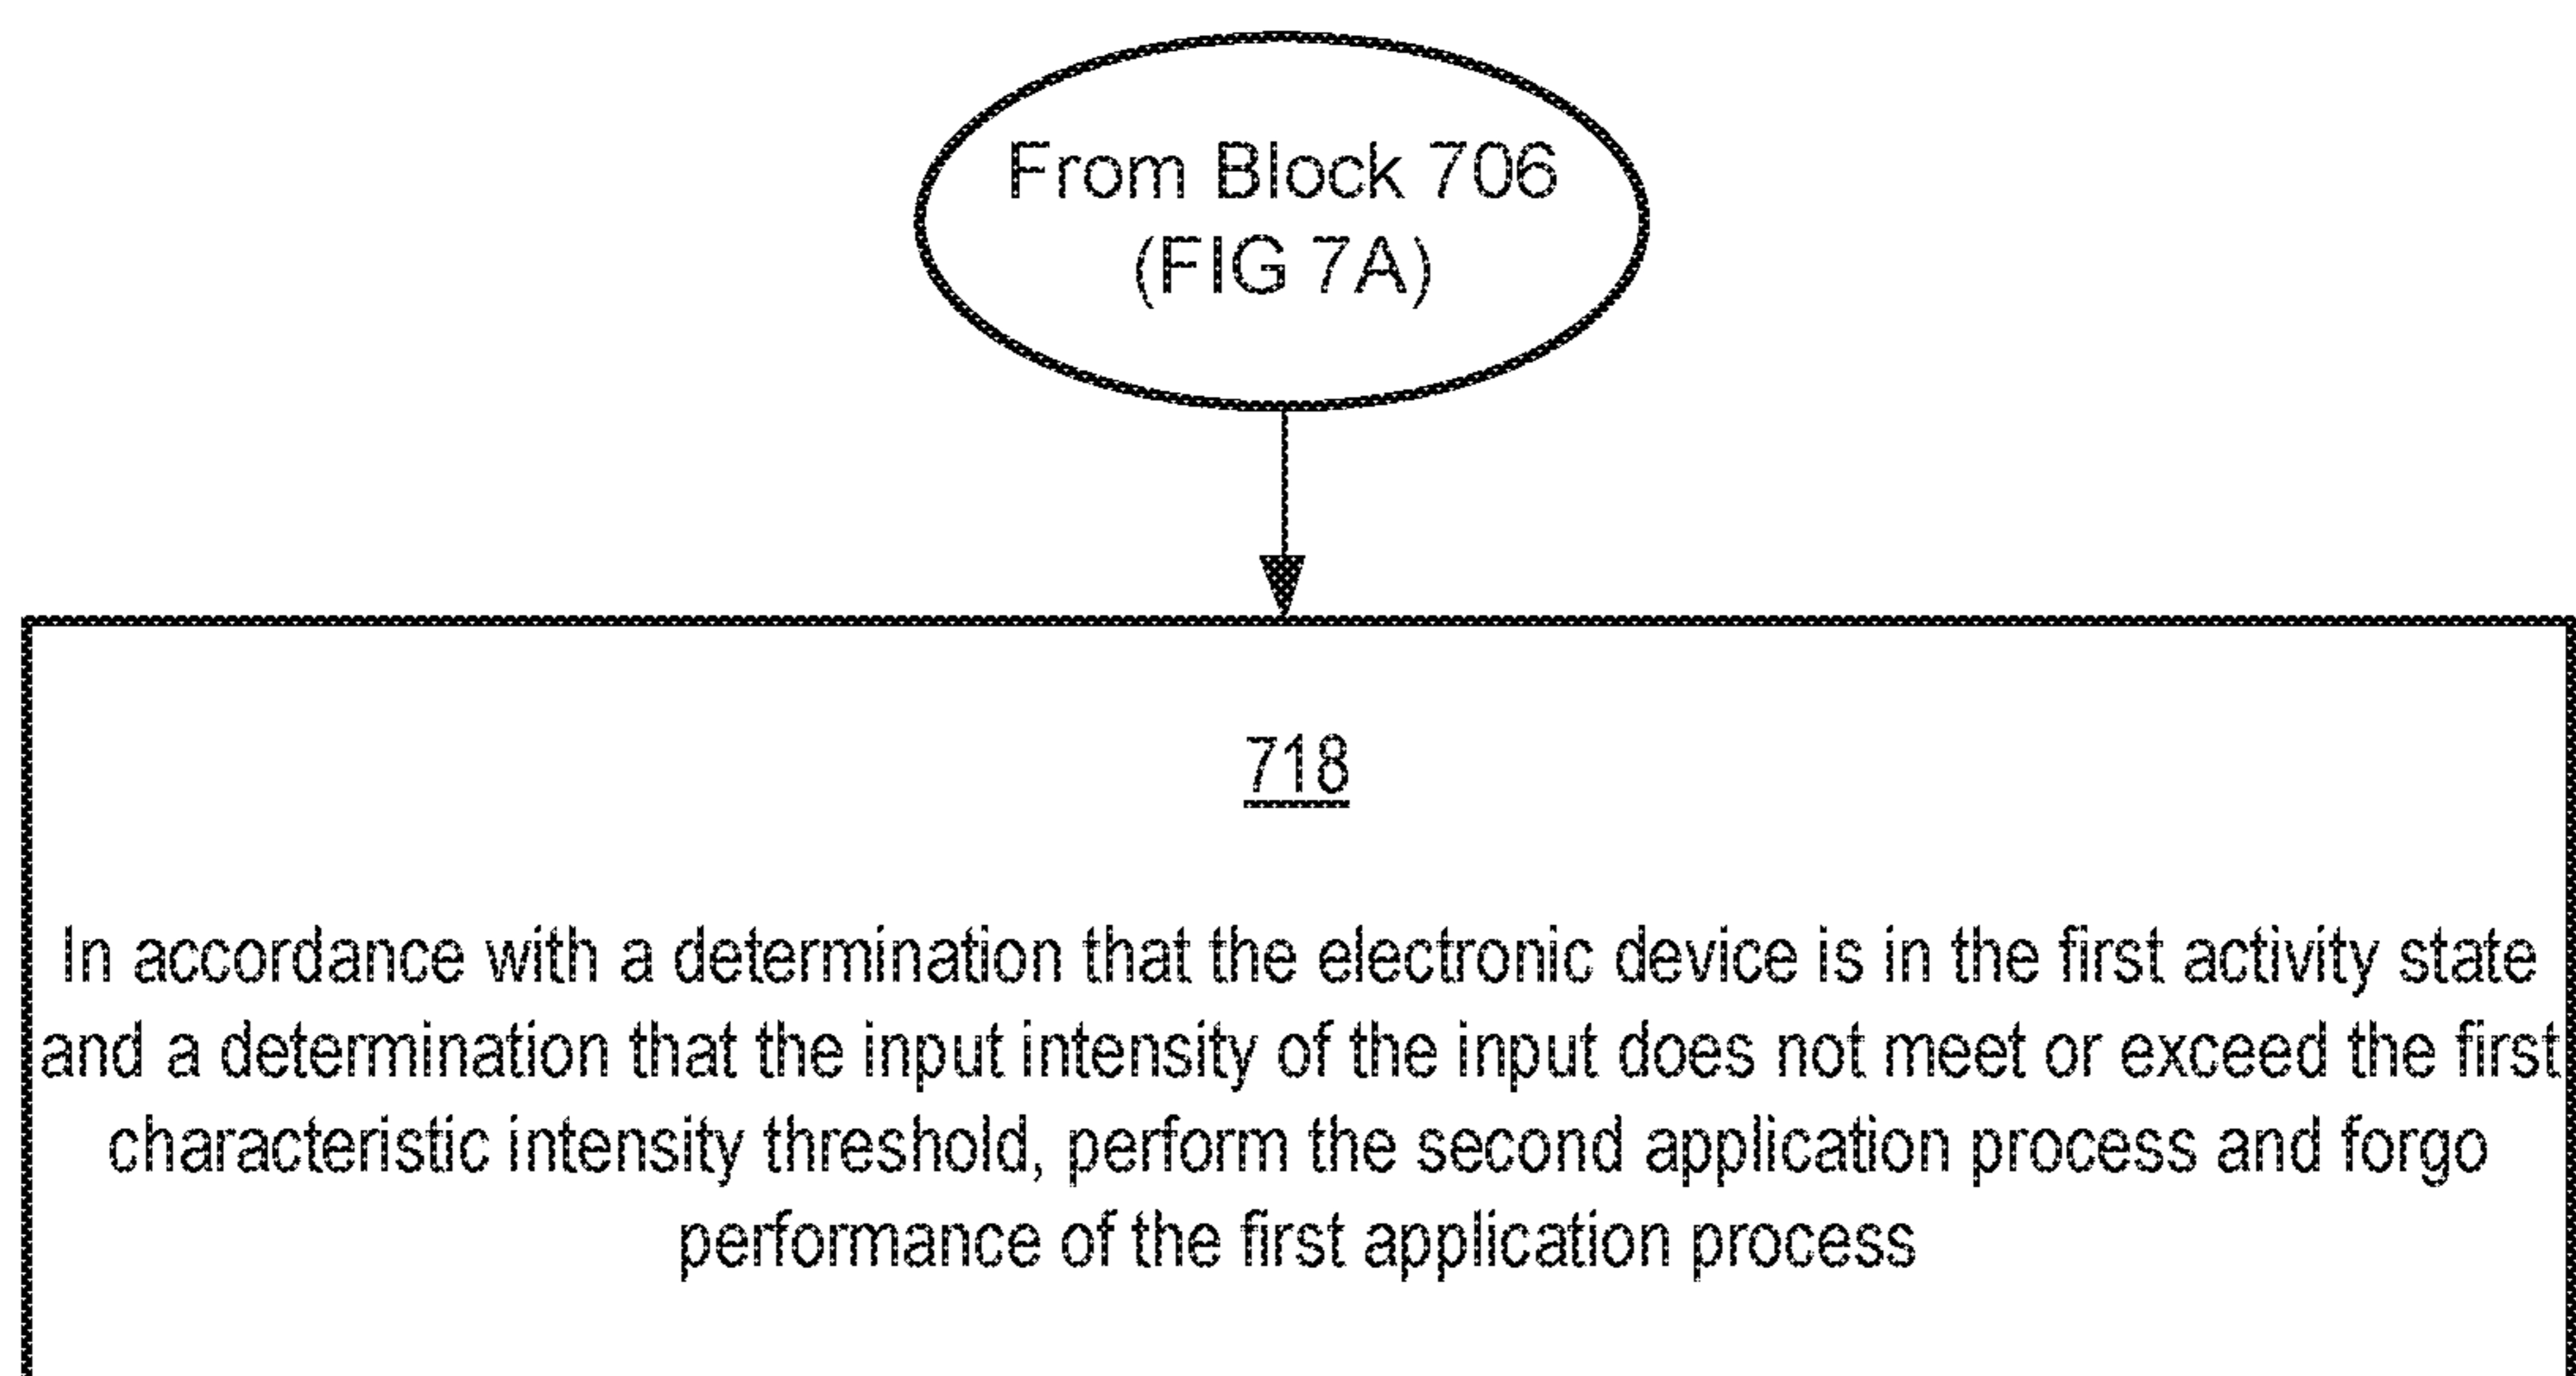 From Block 706
(FIG 7A)
718
In accordance with a determination that the electronic device is in the first activity state
and a determination that the input intensity of the input does not meet or exceed the first
characteristic intensity threshold, perform the second application process and forgo
performance of the first application process